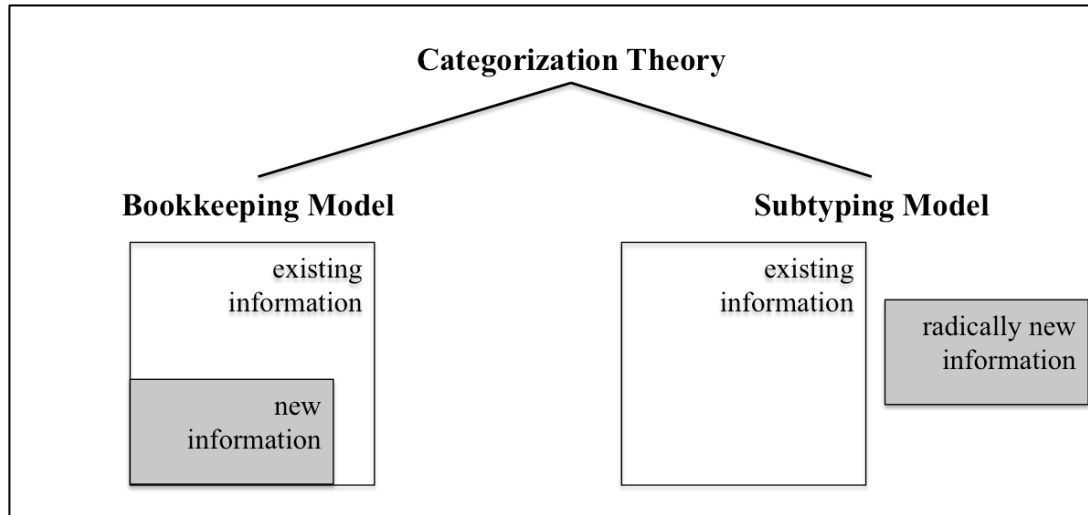 Categorization Theory
Bookkeeping Model
existing
information
new
information
Subtyping Model
existing
information
radically new
information